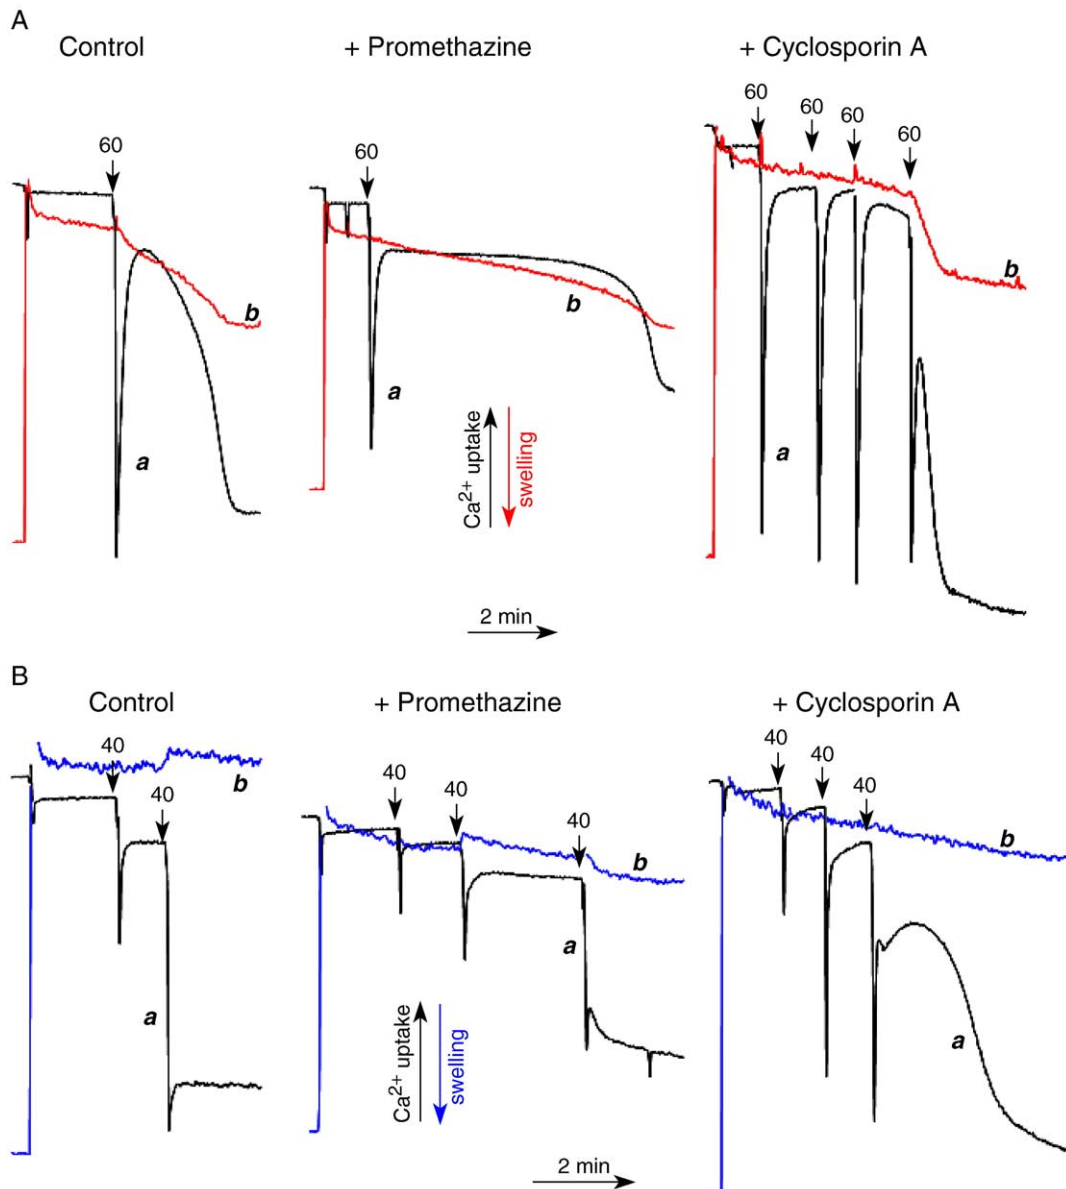 A
Control
+ Promethazine
+ Cyclosporin A
60
60
60
60
60
60
b
b
b
a
a
a
Ca2+ uptake
swelling
2 min
B
Control
+ Promethazine
+ Cyclosporin A
40
40
40
40
40
40
40
40
b
b
b
a
a
a
Ca2+ uptake
swelling
2 min